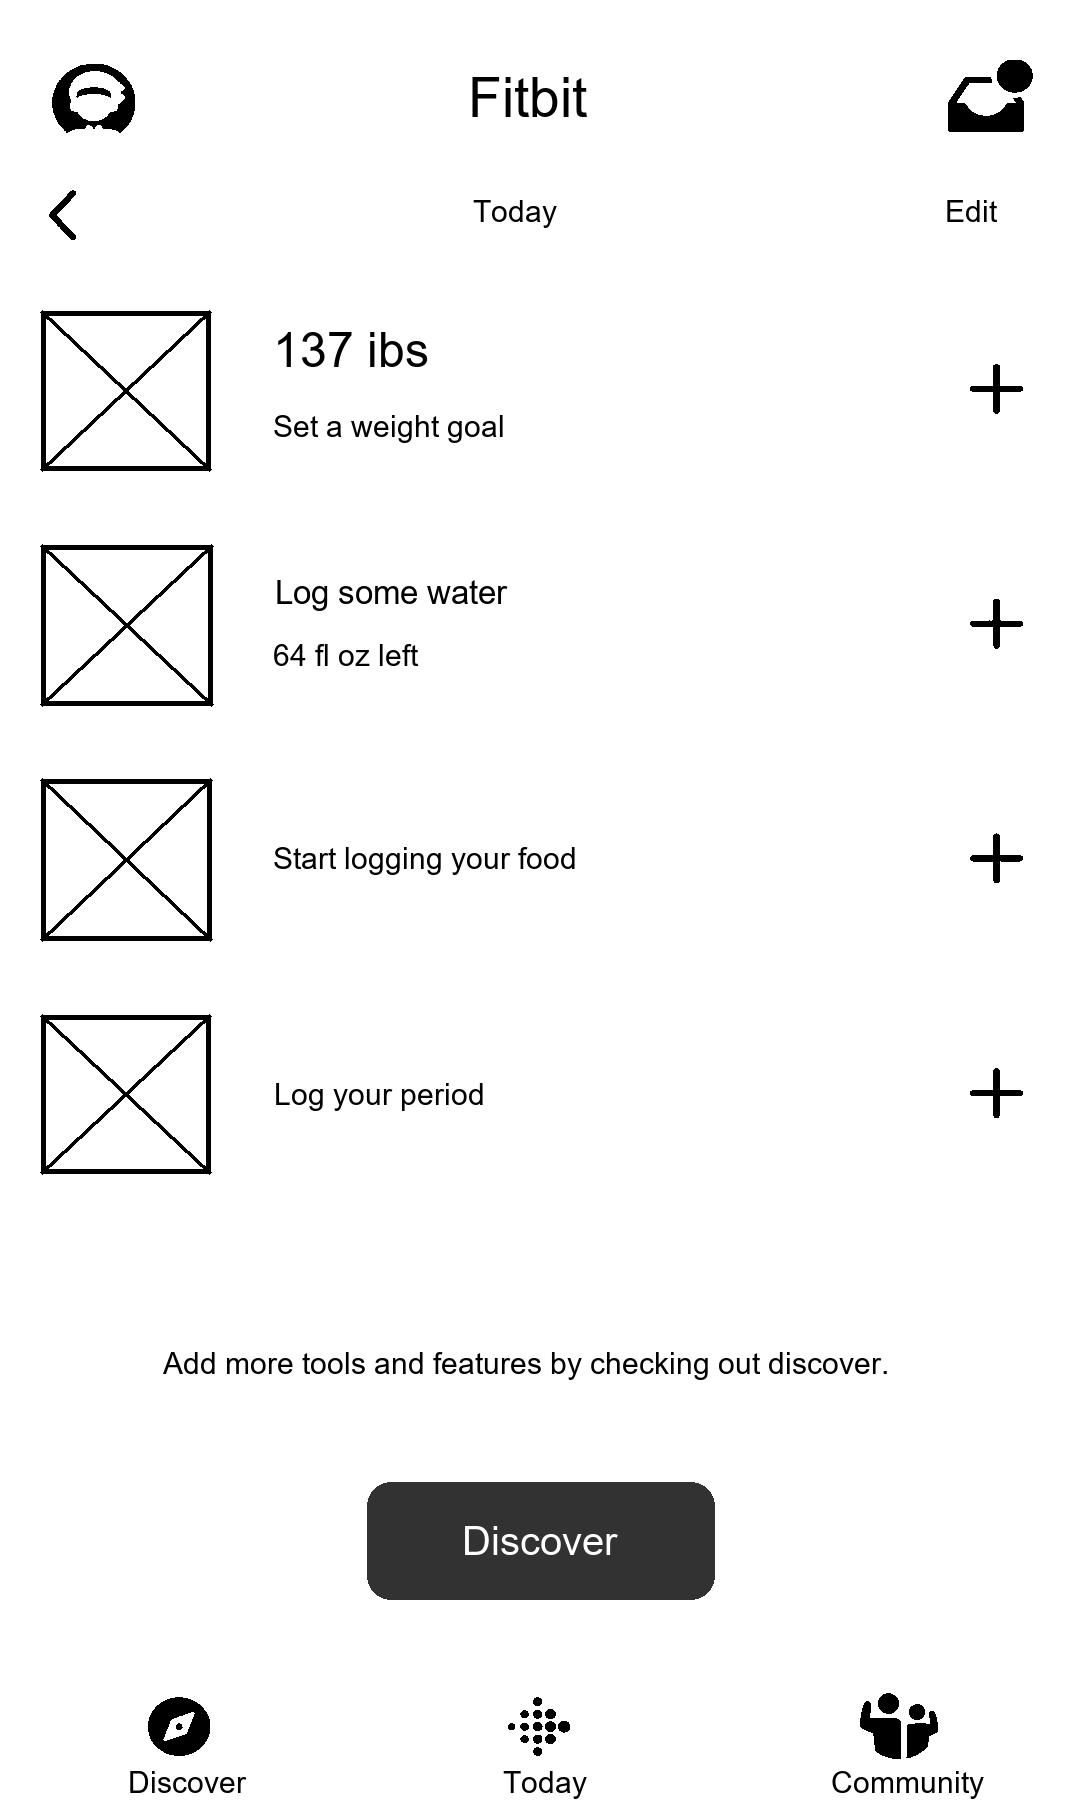 Fitbit
Today
Edit
137 ibs
Set a weight goal
Log some water
64 fl oz left
Start logging your food
Log your period
Add more tools and features by checking out discover.
Discover
Discover
Today
Community